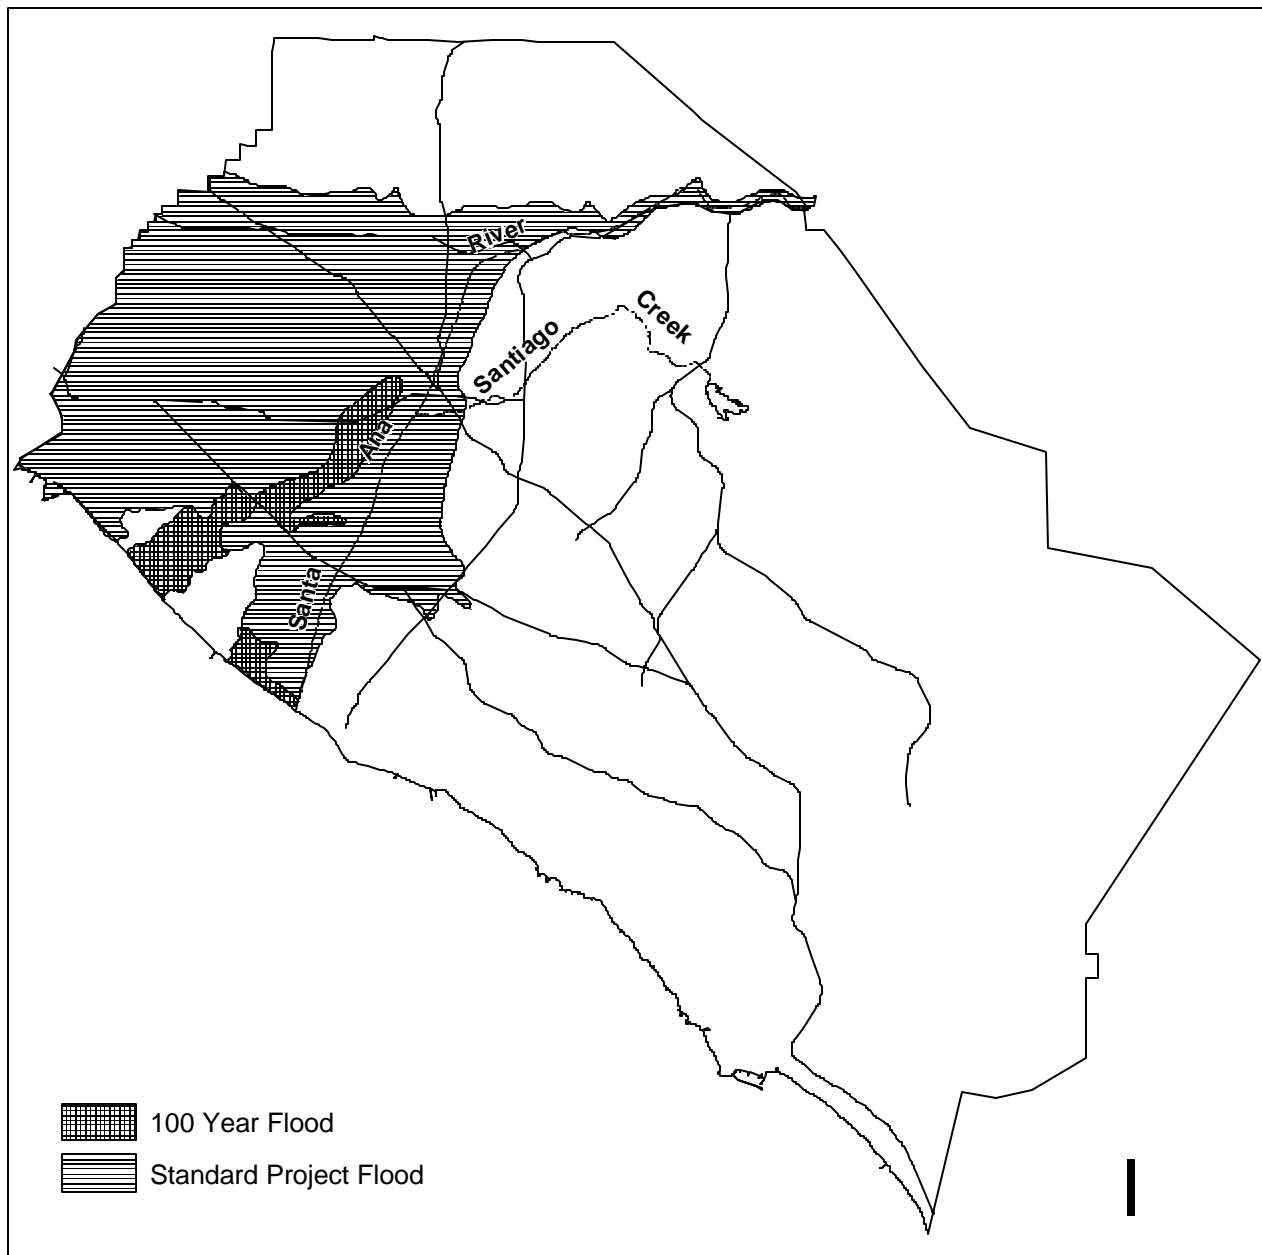 River
Creek
Santiago
Ana
Santa
100 Year Flood
Standard Project Flood